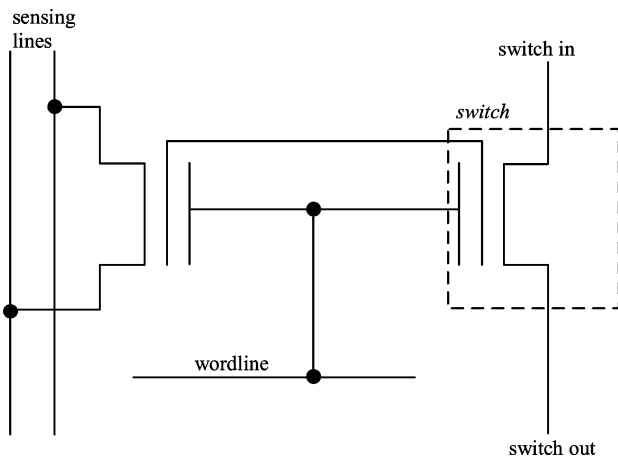 sensing
lines
switch in
switch
wordline
switch out